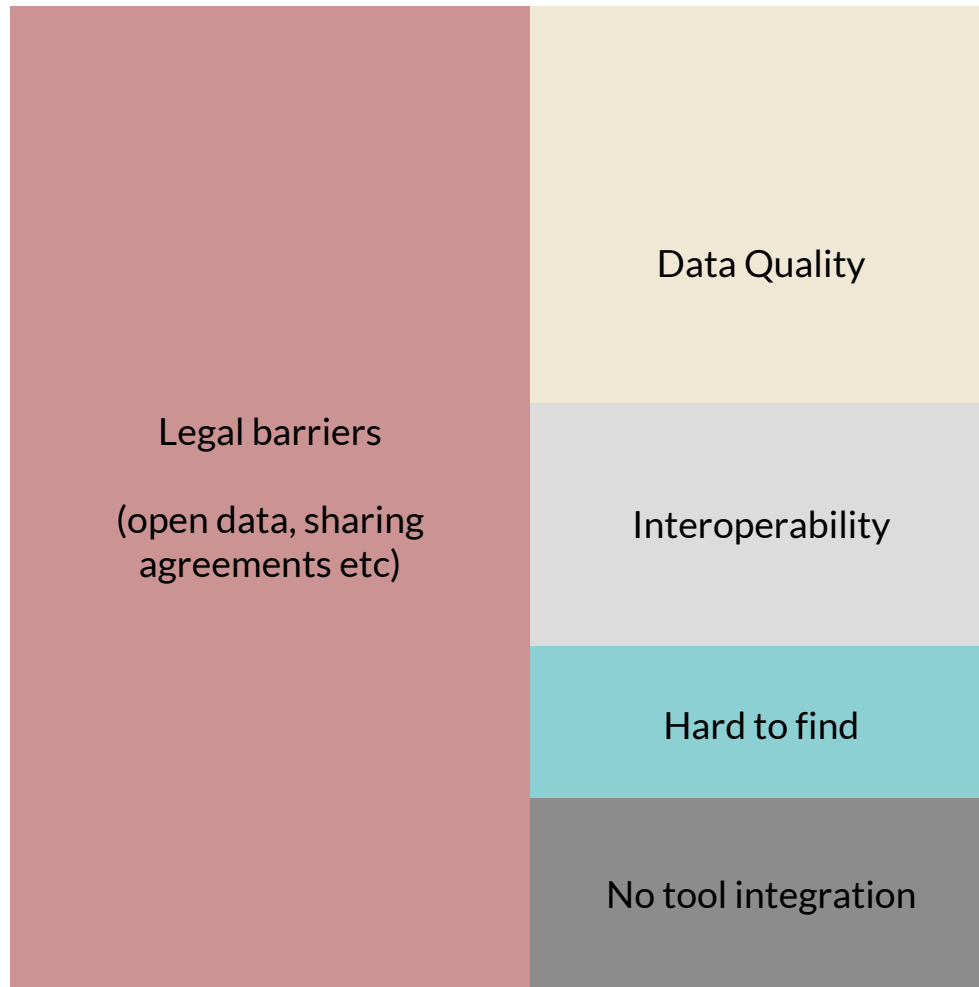 Legal barriers
(open data, sharing
agreements etc)
Data Quality
Interoperability
Hard to find
No tool integration